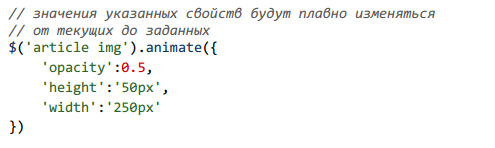 // значения указанных свойств будут плавно изменяться
// от текущих до заданных
$('article img').animate({
    'opacity':0.5,
    'height':'50px',
    'width':'250px'
})